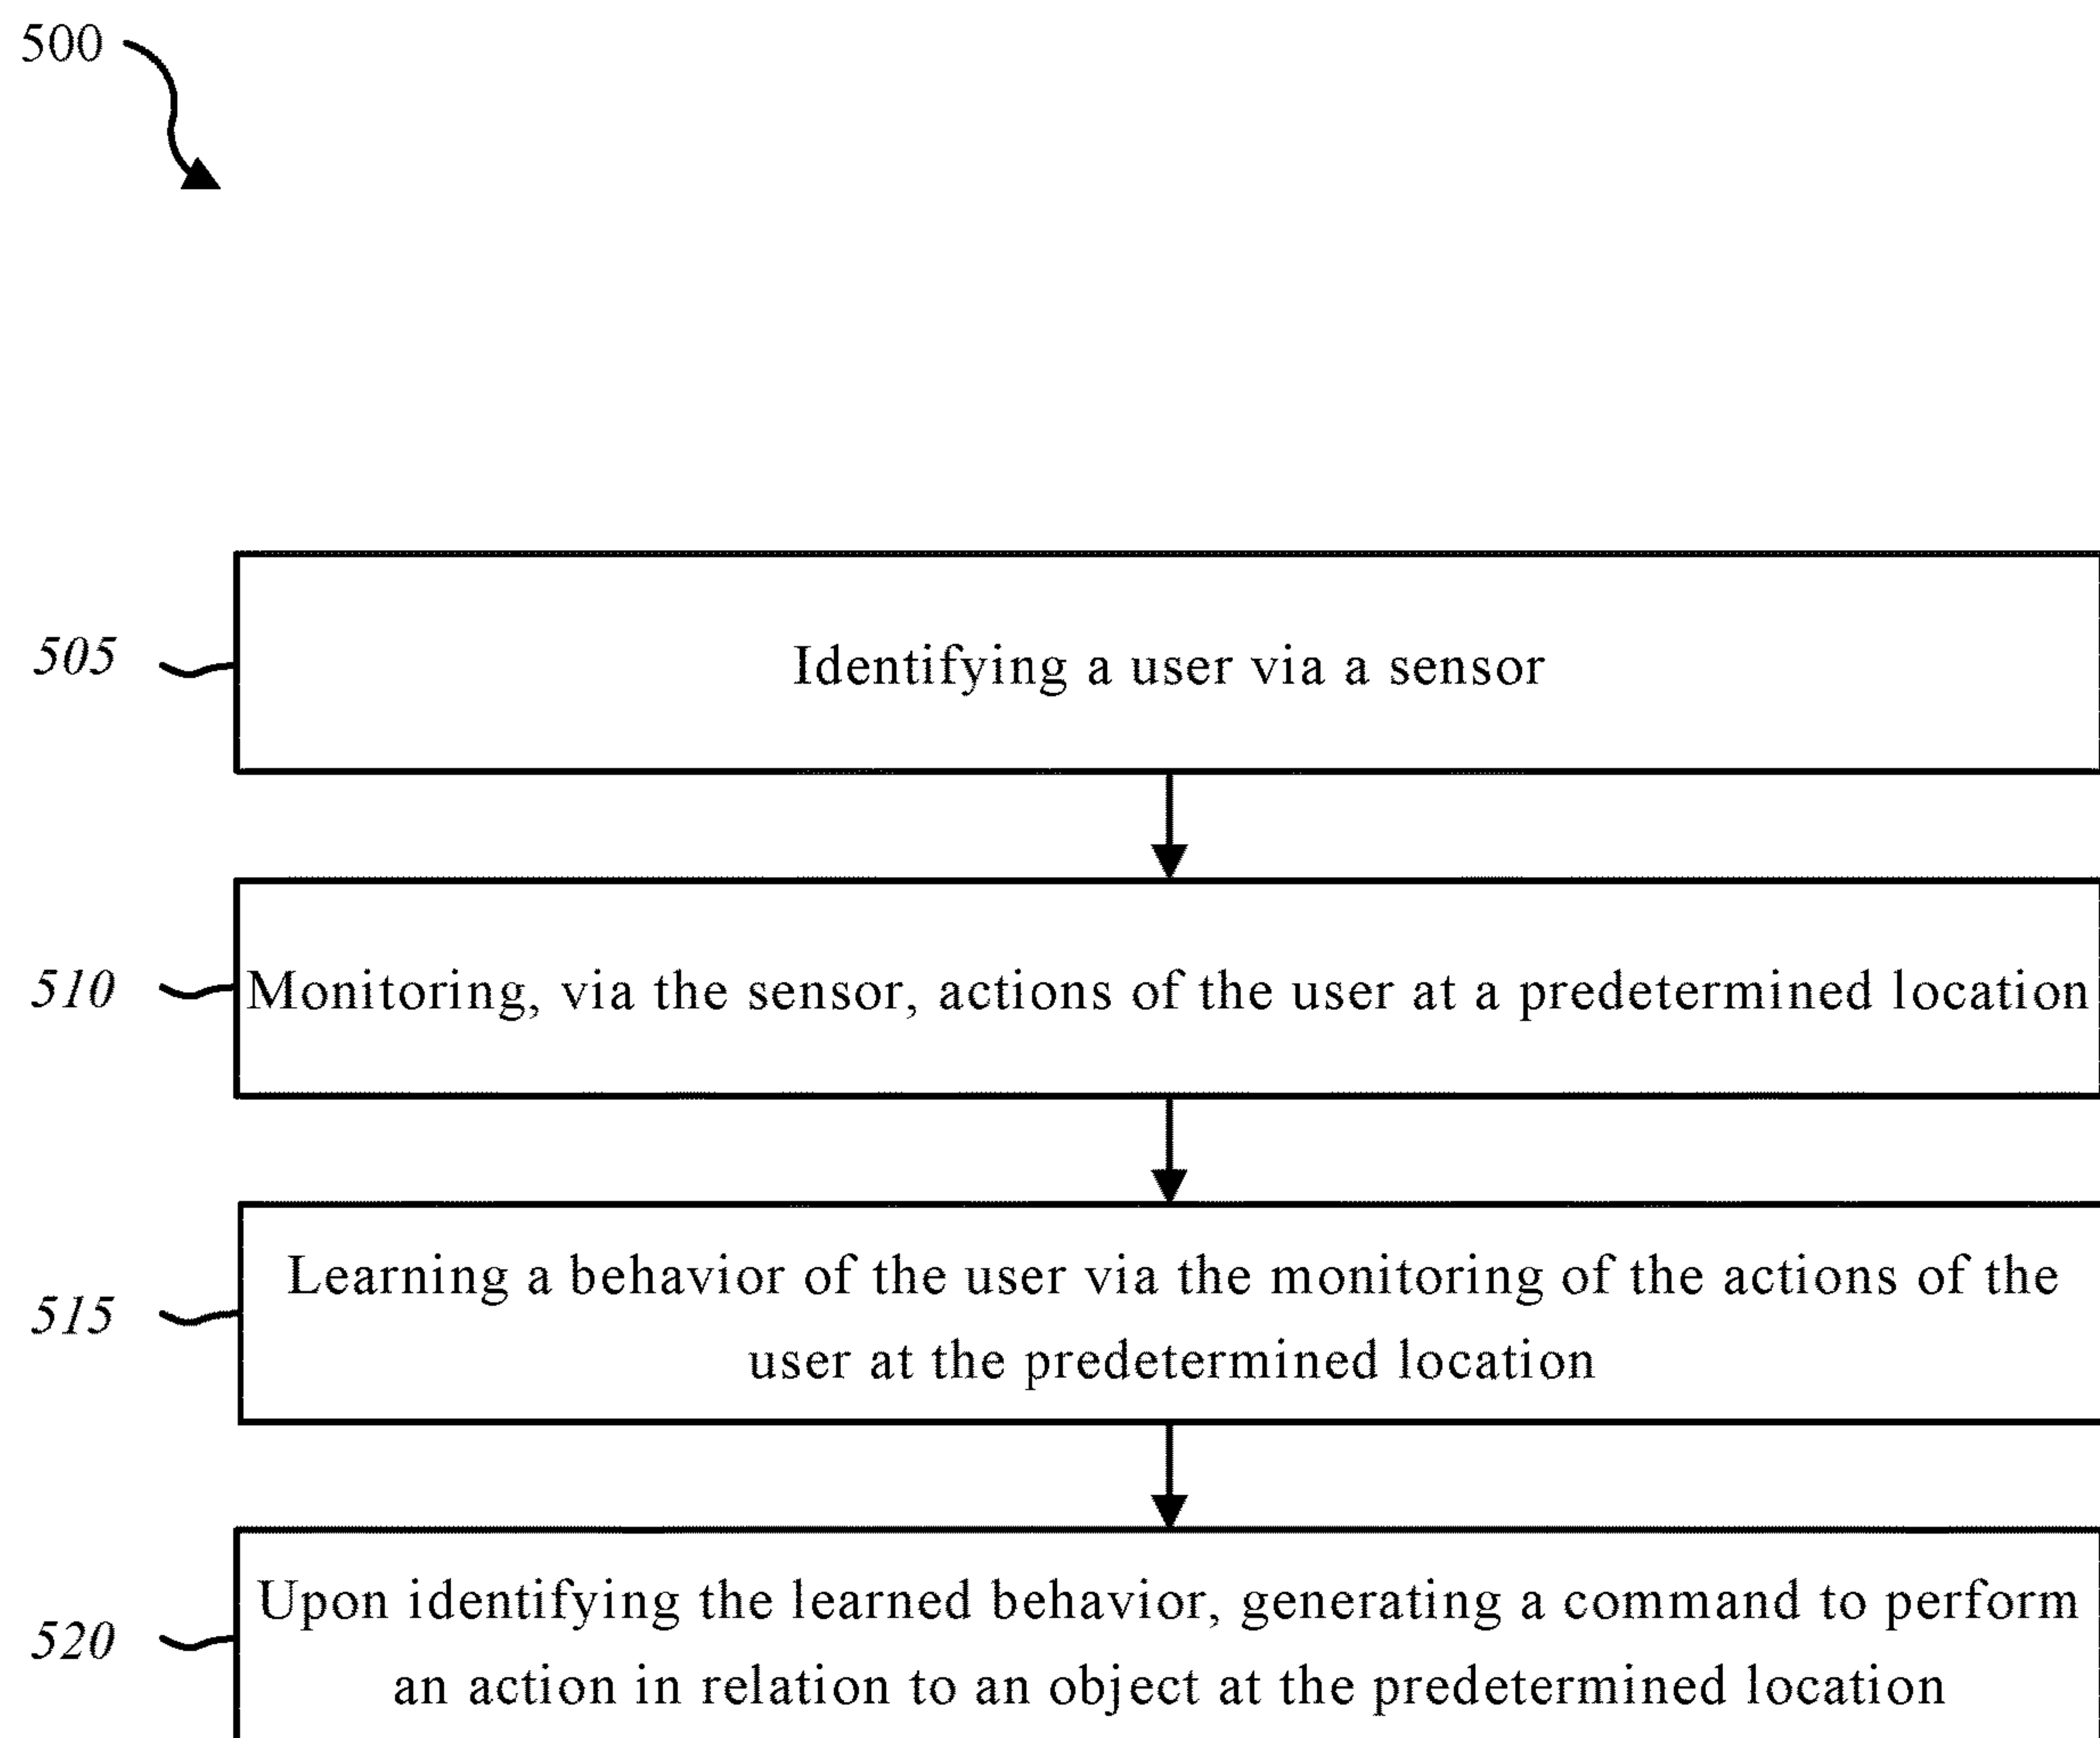 500
505
Identifying a user via a sensor
510
Monitoring, via the sensor, actions of the user at a predetermined location
515
Learning a behavior of the user via the monitoring of the actions of the
user at the predetermined location
520
Upon identifying the learned behavior, generating a command to perform
an action in relation to an object at the predetermined location